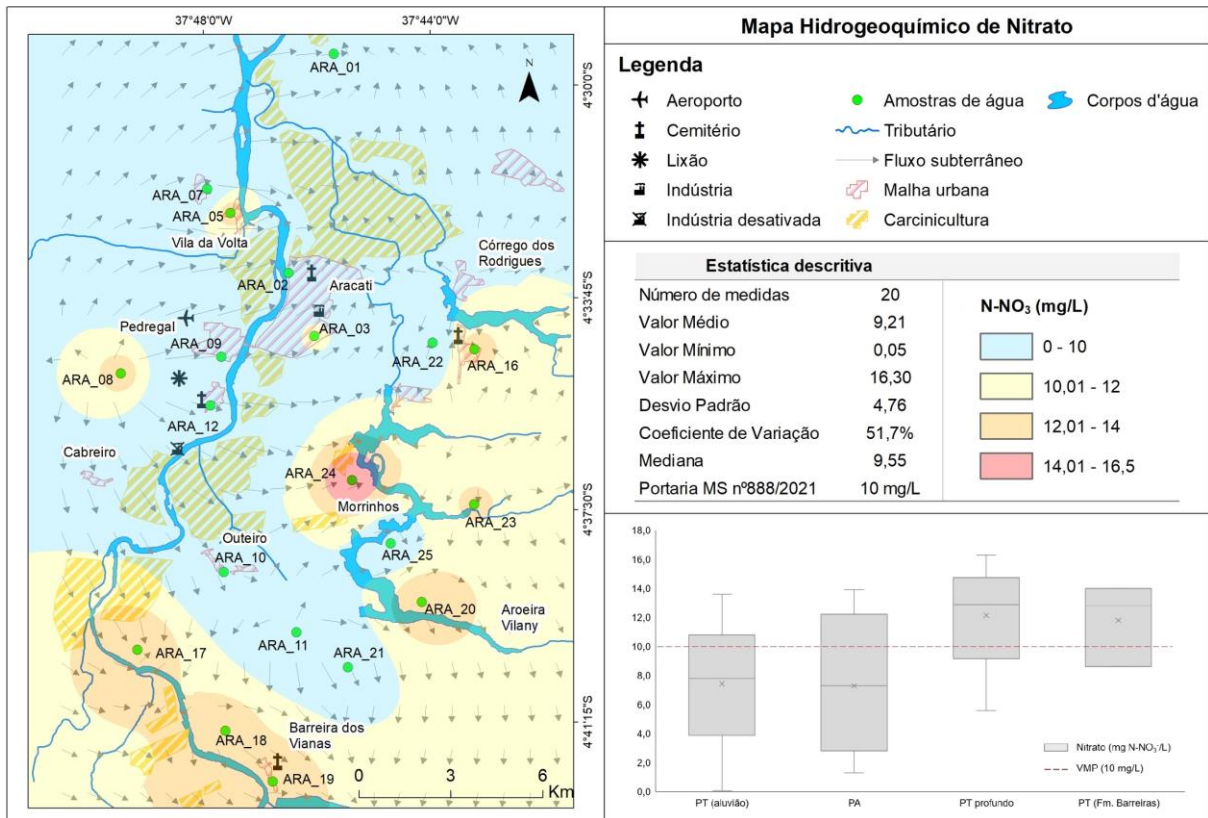 37°48'0"W 37°44'0"W
4°30'0"S
4°33'45"S
4°37'30"S
4°41'15"S
N
ARA_01
ARA_07
ARA_05
Vila da Volta
Córrego dos
Rodrigues
ARA_02
Aracati
Pedregal
ARA_03
ARA_09
ARA_22
ARA_16
ARA_08
ARA_12
Cabreiro
ARA_24
Morrinhos
ARA_23
Outeiro
ARA_10
ARA_25
ARA_20
Aroeira
Vilany
ARA_11
ARA_21
ARA_17
ARA_18
Barreira dos
Vianas
ARA_19
0 3 6
Km
Mapa Hidrogeoquímico de Nitrato
Legenda
Aeroporto
Cemitério
Lixão
Indústria
Indústria desativada
Amostras de água
Tributário
Fluxo subterrâneo
Malha urbana
Carcinicultura
Corpos d'água
Estatística descritiva
Número de medidas 20
Valor Médio 9,21
Valor Mínimo 0,05
Valor Máximo 16,30
Desvio Padrão 4,76
Coeficiente de Variação 51,7%
Mediana 9,55
Portaria MS nº888/2021 10 mg/L
N-NO₃ (mg/L)
0 - 10
10,01 - 12
12,01 - 14
14,01 - 16,5
18,0
16,0
14,0
12,0
10,0
8,0
6,0
4,0
2,0
0,0
PT (aluvião) PA PT profundo PT (Fm. Barreiras)
Nitrato (mg N-NO₃⁻/L)
VMP (10 mg/L)